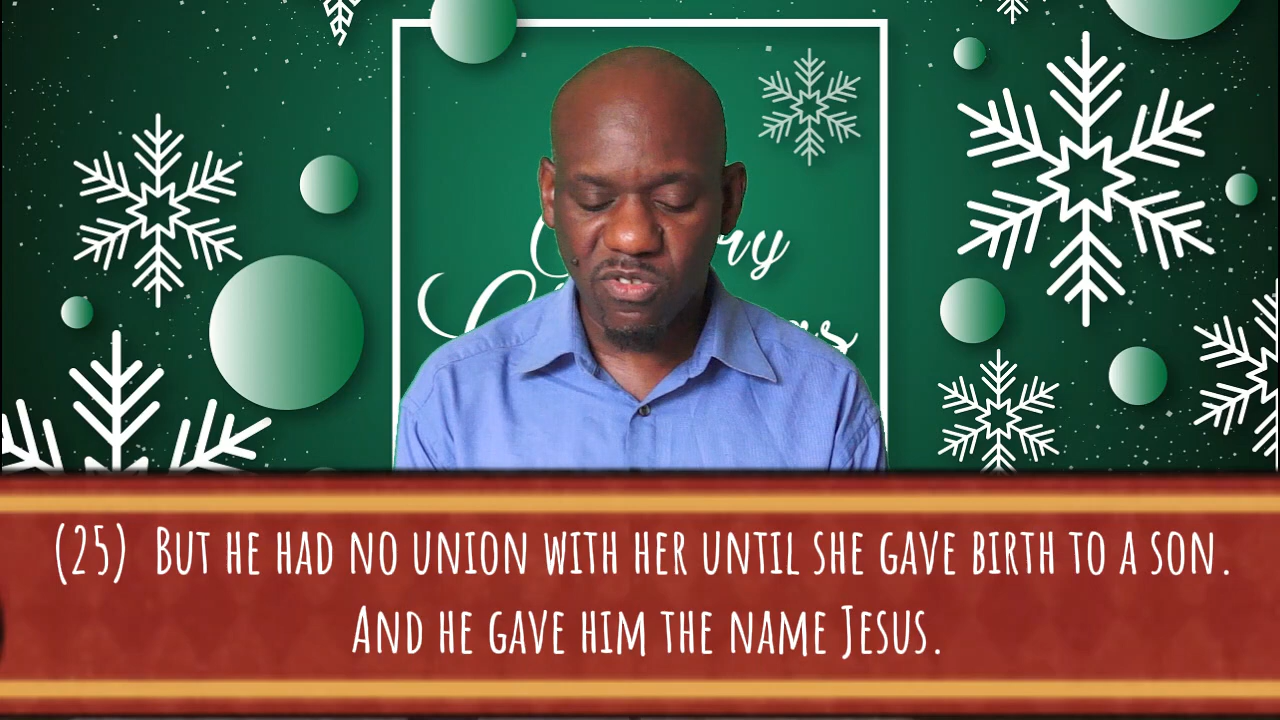 (25) But he had no union with her until she gave birth to a son.
And he gave him the name Jesus.